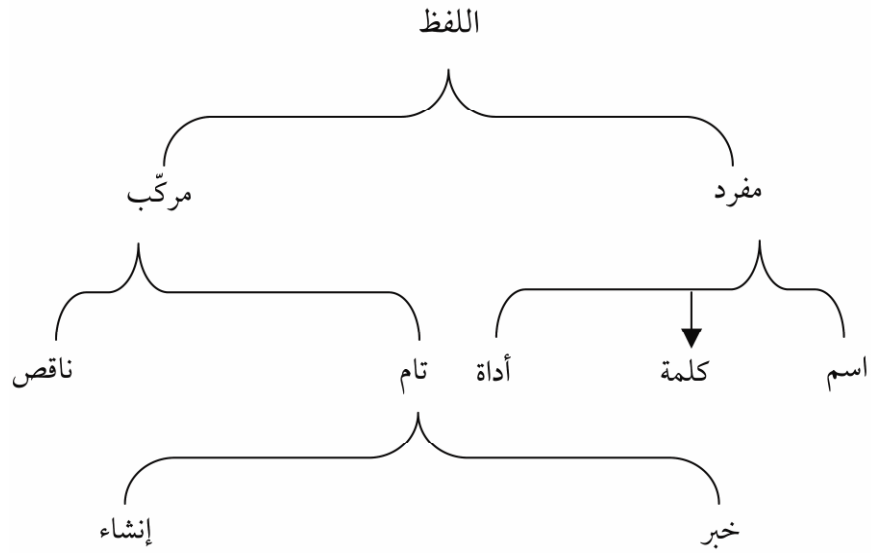 اللفظ
مفرد مركّب
اسم كلمة أداة تام ناقص
خبر إنشاء